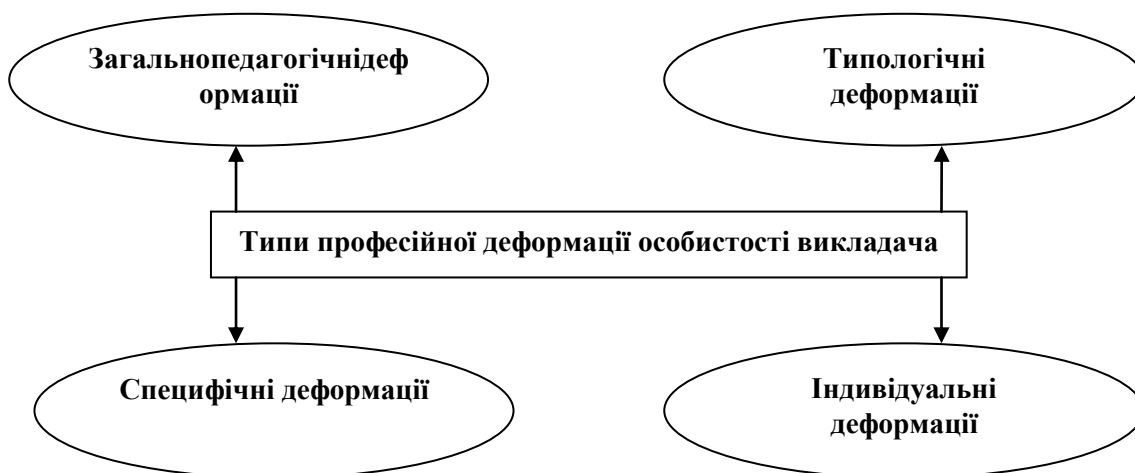 Загальнопедагогічнідеф
ормації
Типологічні
деформації
Типи професійної деформації особистості викладача
Специфічні деформації
Індивідуальні
деформації